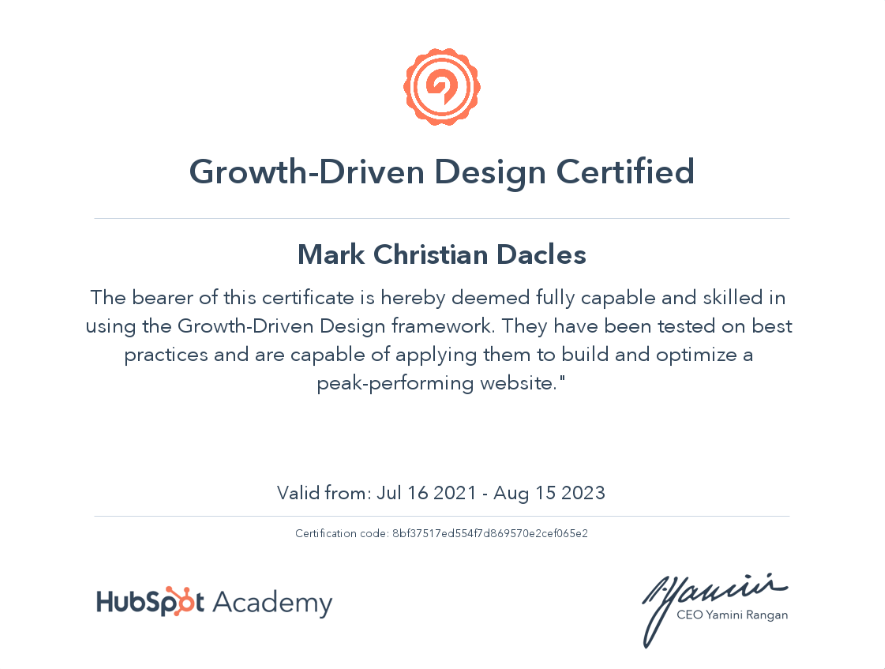 Growth-Driven Design Certified
Mark Christian Dacles
The bearer of this certificate is hereby deemed fully capable and skilled in
using the Growth-Driven Design framework. They have been tested on best
practices and are capable of applying them to build and optimize a
peak-performing website."
Valid from: Jul 16 2021 - Aug 15 2023
Certification code: 8bf37517ed554f7d869570e2cef065e2
HubSpot Academy
CEO Yamini Rangan